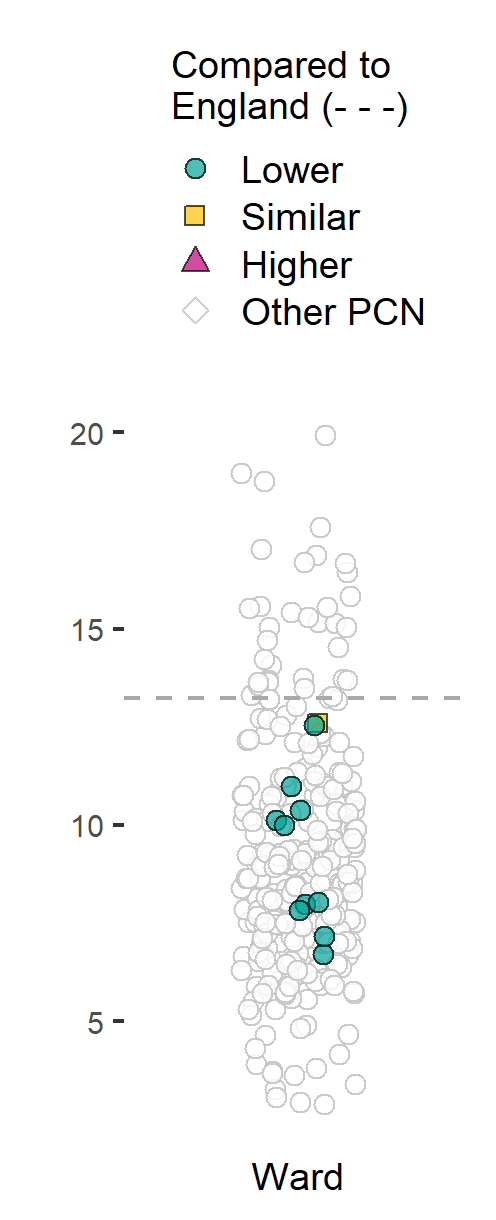 Compared to
England (- - -)
Lower
Similar
Higher
Other PCN
20
15
10
5
Ward